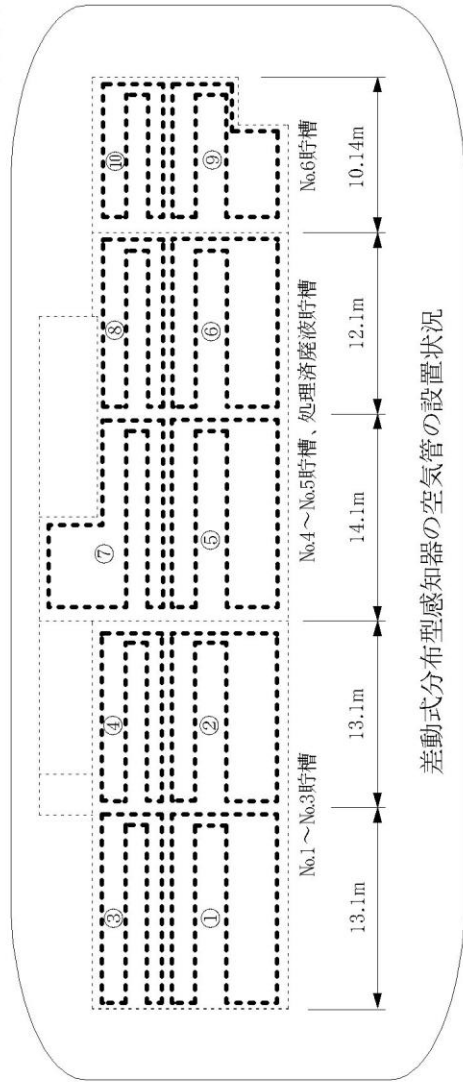 ③
④
⑦
⑧
⑩
①
②
⑤
⑥
⑨
No.1～No.3貯槽
No.4～No.5貯槽、処理済廃液貯槽
No.6貯槽
13.1m
13.1m
14.1m
12.1m
10.14m
差動式分布型感知器の空気管の設置状況